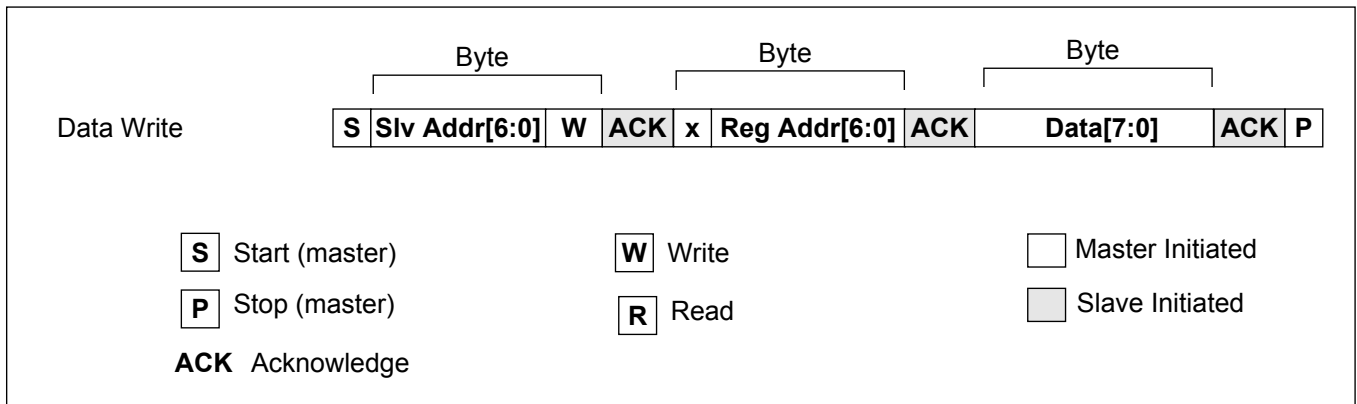 Byte Byte Byte
Data Write S Slv Addr[6:0] W ACK x Reg Addr[6:0] ACK Data[7:0] ACK P
S Start (master) W Write Master Initiated
P Stop (master) R Read Slave Initiated
ACK Acknowledge